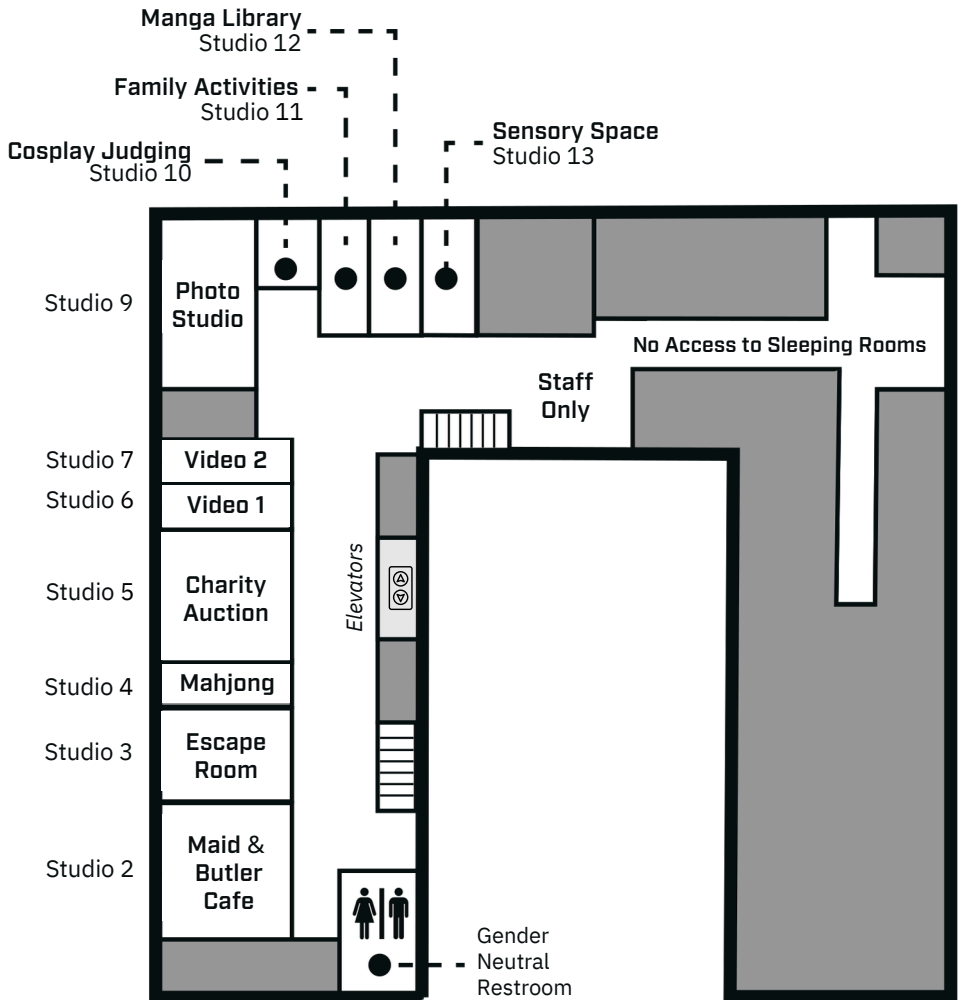 Manga Library
Studio 12
Family Activities
Studio 11
Cosplay Judging
Studio 10
Sensory Space
Studio 13
Studio 9
Photo
Studio
No Access to Sleeping Rooms
Staff
Only
Studio 7
Video 2
Studio 6
Video 1
Studio 5
Charity
Auction
Elevators
Studio 4
Mahjong
Studio 3
Escape
Room
Studio 2
Maid &
Butler
Cafe
Gender
Neutral
Restroom